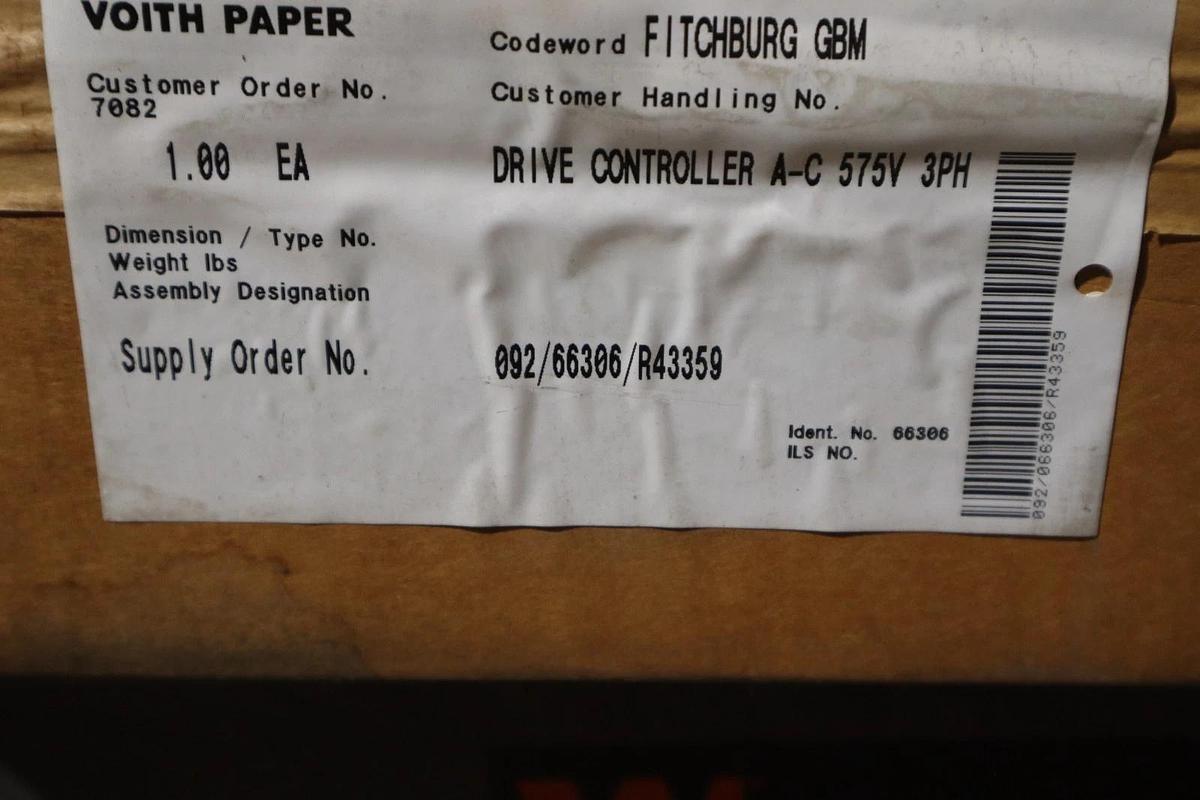 VOITH PAPER
Codeword FITCHBURG GBM
Customer Order No.
7082
Customer Handling No.
1.00 EA
DRIVE CONTROLLER A-C 575V 3PH
Dimension / Type No.
Weight lbs
Assembly Designation
Supply Order No.
092/66306/R43359
Ident. No. 66306
ILS NO.
092/066306/R43359